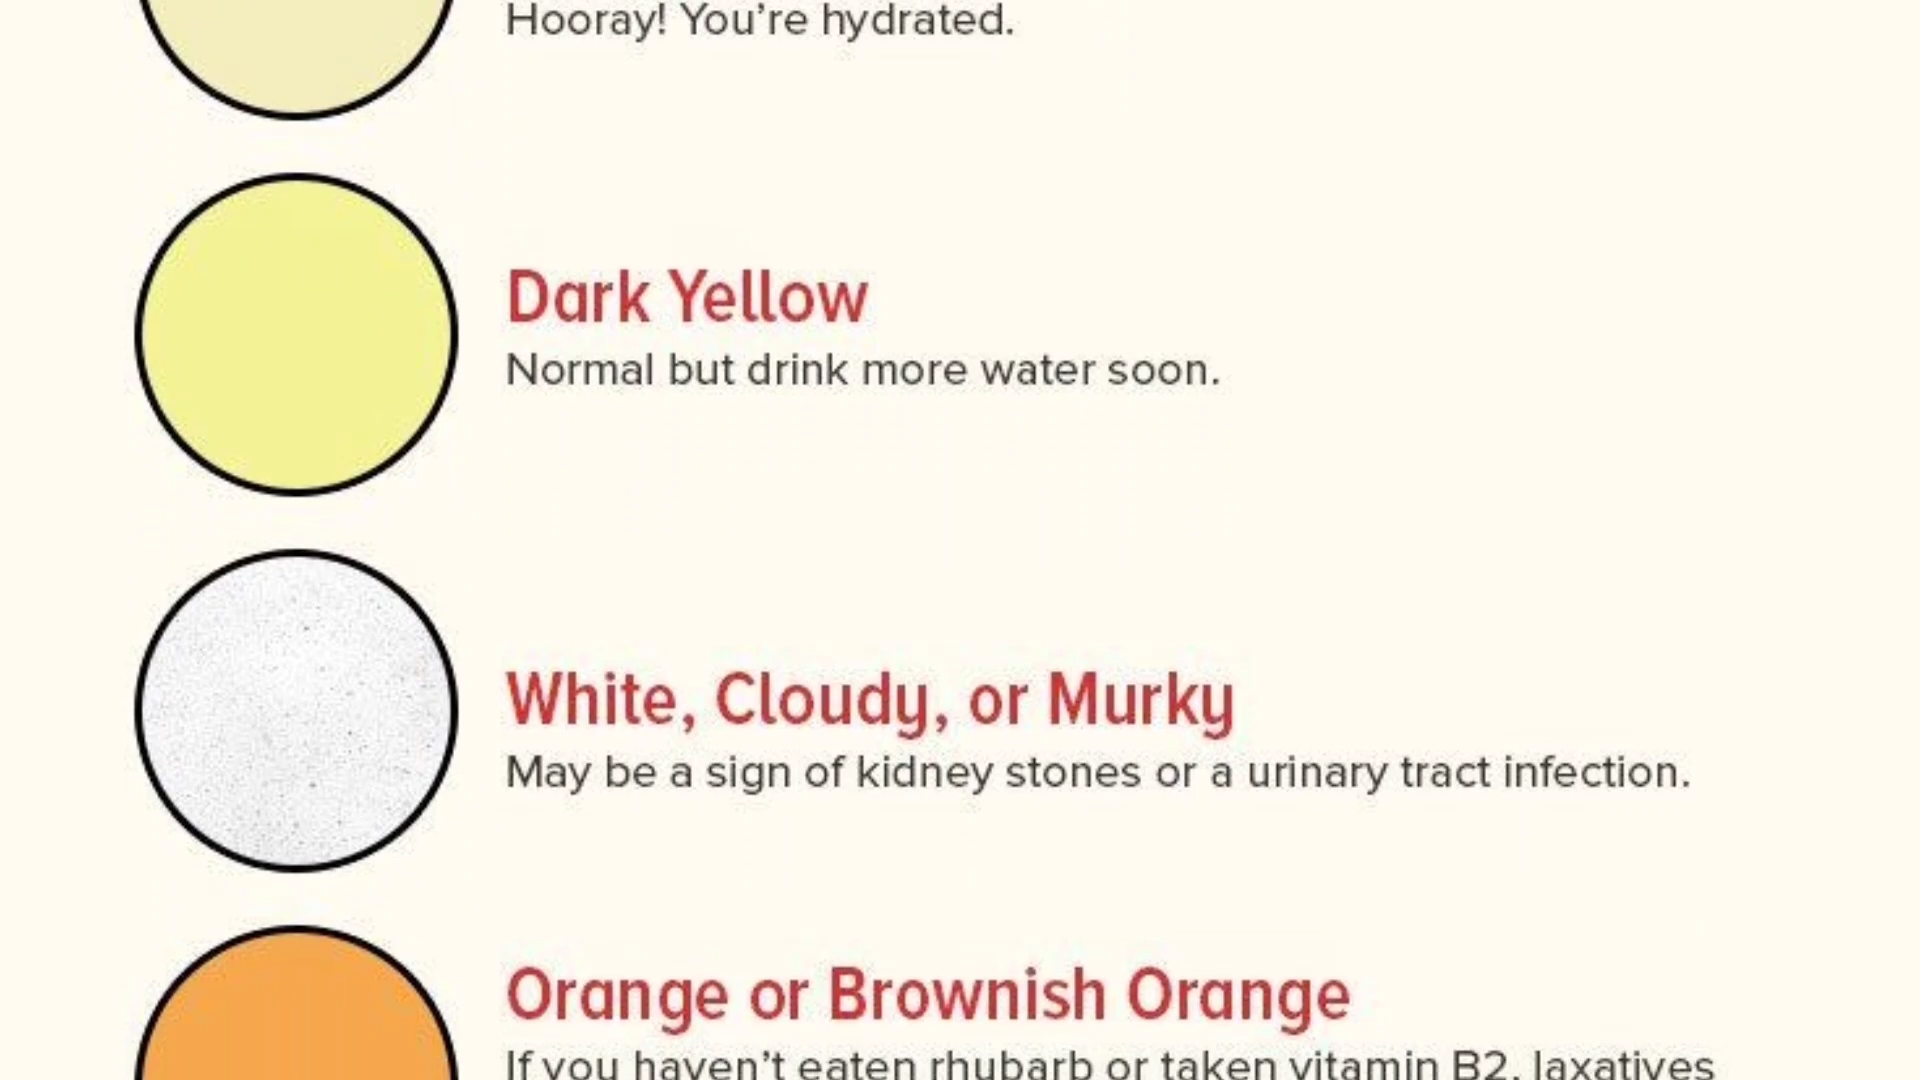 Hooray! You’re hydrated.
Dark Yellow
Normal but drink more water soon.
White, Cloudy, or Murky
May be a sign of kidney stones or a urinary tract infection.
Orange or Brownish Orange
If you haven’t eaten rhubarb or taken vitamin B2, laxatives